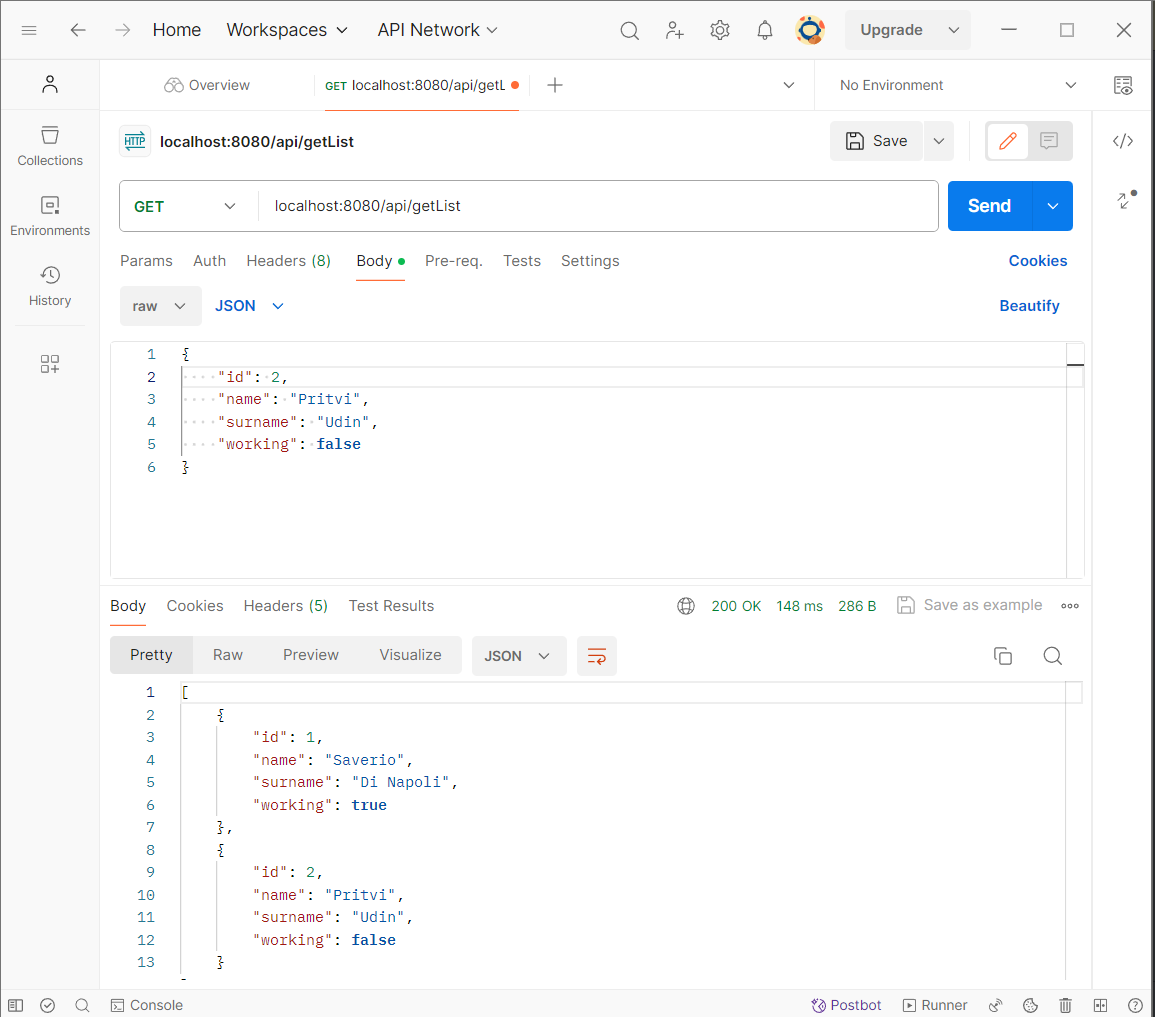 Home Workspaces API Network Upgrade
Overview GET localhost:8080/api/getL No Environment
HTTP localhost:8080/api/getList Save
Collections
Environments
History
GET localhost:8080/api/getList Send
Params Auth Headers (8) Body Pre-req. Tests Settings Cookies
raw JSON Beautify
1 {
2 "id": 2,
3 "name": "Pritvi",
4 "surname": "Udin",
5 "working": false
6 }
Body Cookies Headers (5) Test Results 200 OK 148 ms 286 B Save as example
Pretty Raw Preview Visualize JSON
1 [
2 {
3 "id": 1,
4 "name": "Saverio",
5 "surname": "Di Napoli",
6 "working": true
7 },
8 {
9 "id": 2,
10 "name": "Pritvi",
11 "surname": "Udin",
12 "working": false
13 }
Console Postbot Runner